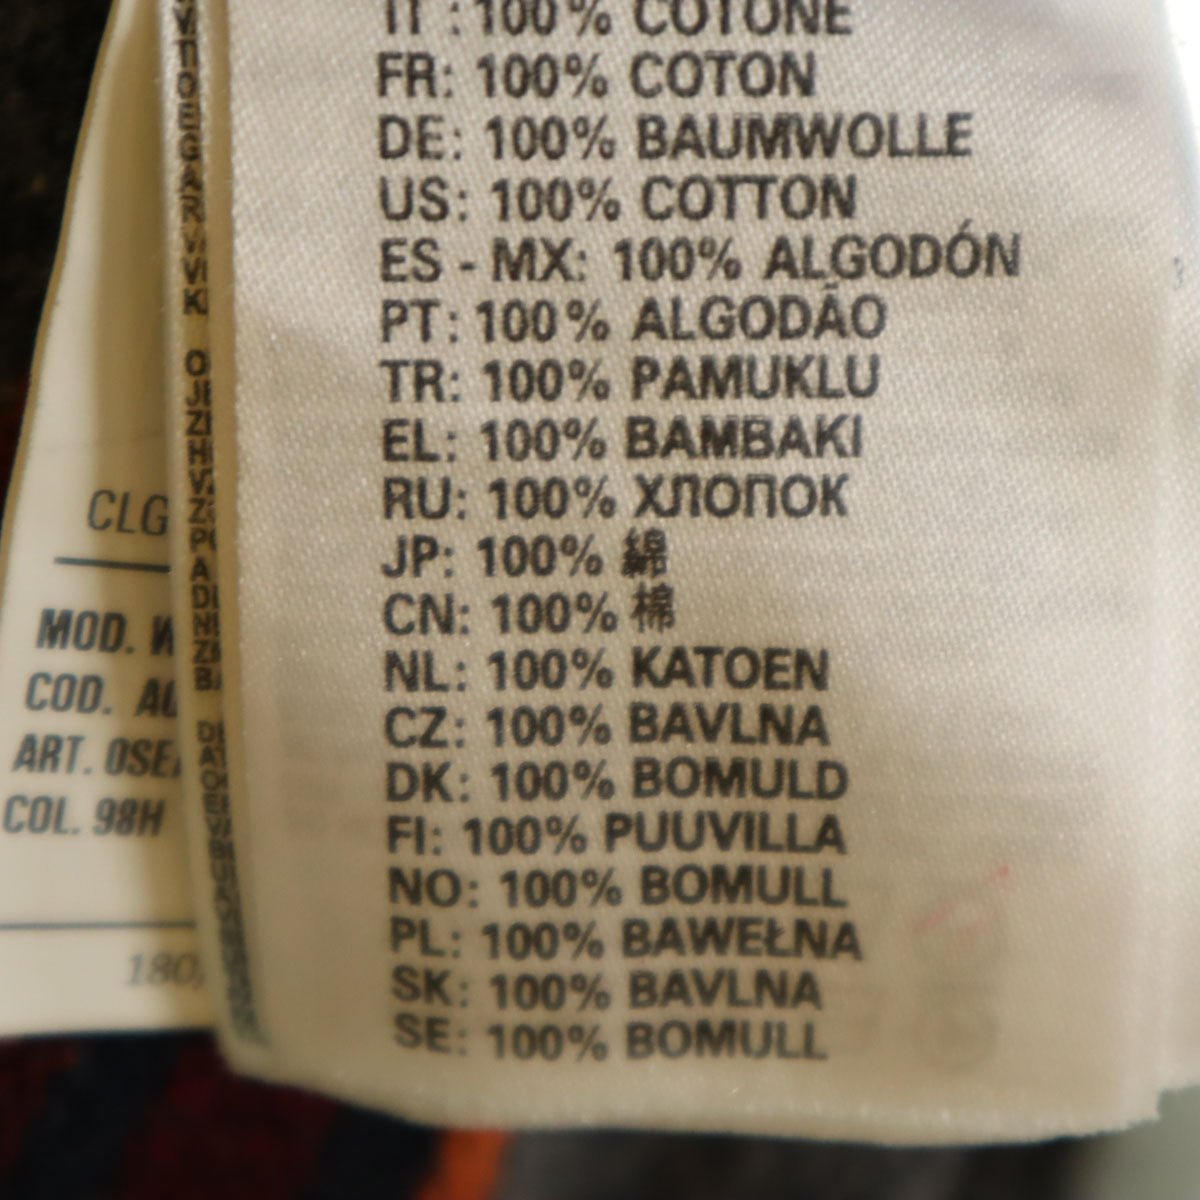 IT : 100% COTONE
FR: 100% COTON
DE: 100% BAUMWOLLE
US: 100% COTTON
ES - MX: 100% ALGODÓN
PT: 100% ALGODÃO
TR: 100% PAMUKLU
EL: 100% BAMBAKI
RU: 100% ХЛОПОК
JP: 100% 綿
CN: 100% 棉
NL: 100% KATOEN
CZ: 100% BAVLNA
DK: 100% BOMULD
FI: 100% PUUVILLA
NO: 100% BOMULL
PL: 100% BAWEŁNA
SK: 100% BAVLNA
SE: 100% BOMULL
CLG
MOD.
COD.
ART.
COL. 98H